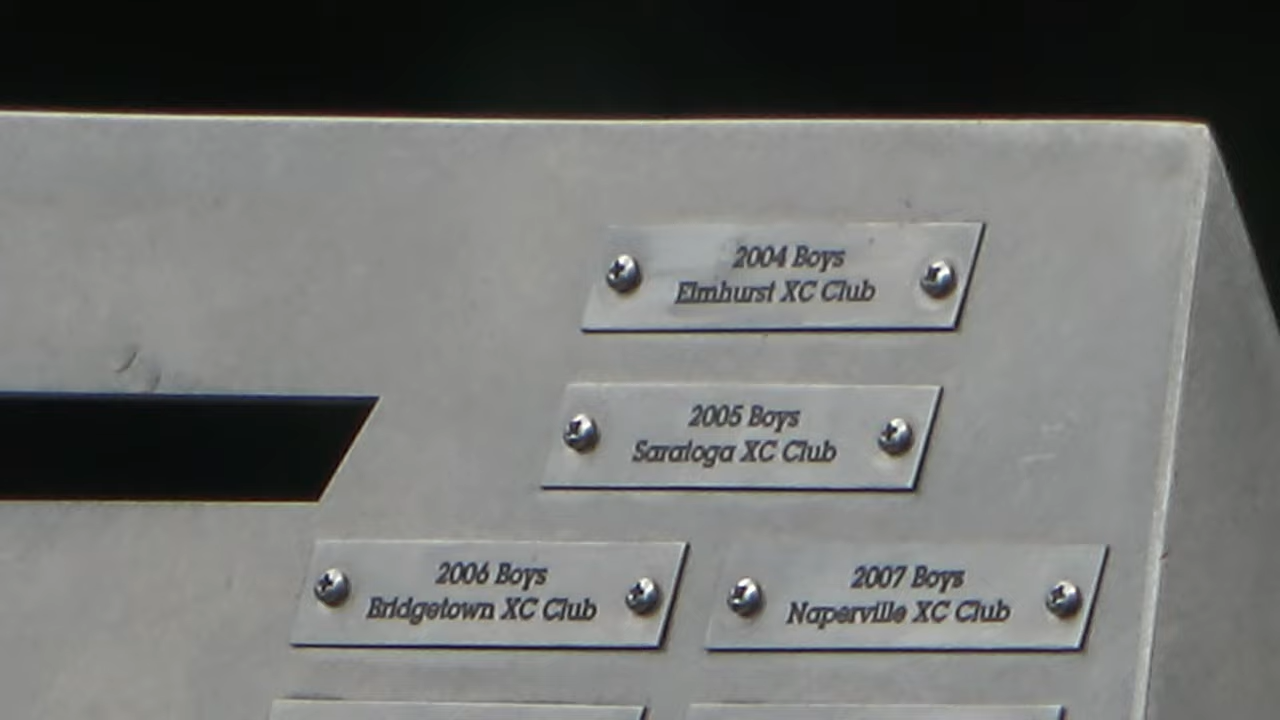 2004 Boys
Elmhurst XC Club
2005 Boys
Saratoga XC Club
2006 Boys
Bridgetown XC Club
2007 Boys
Naperville XC Club